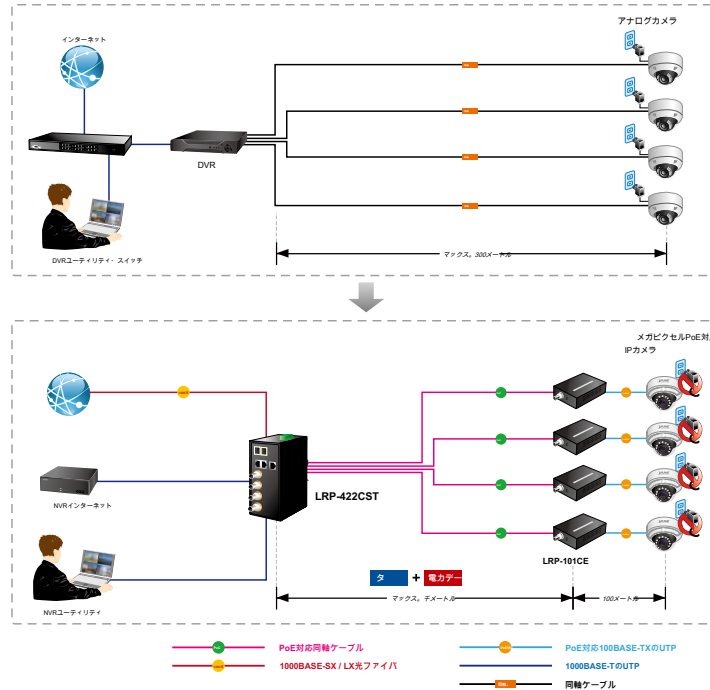 アナログカメラ
インターネット
DVR
DVRユーティリティ・スイッチ
マックス。300メートル
メガピクセルPoE対
IPカメラ
LRP-422CST
NVRインターネット
LRP-101CE
タ + 電力デー
マックス。千メートル
100メートル
NVRユーティリティ
PoE対応同軸ケーブル
PoE対応100BASE-TXのUTP
1000BASE-SX / LX光ファイバ
1000BASE-TのUTP
同軸ケーブル